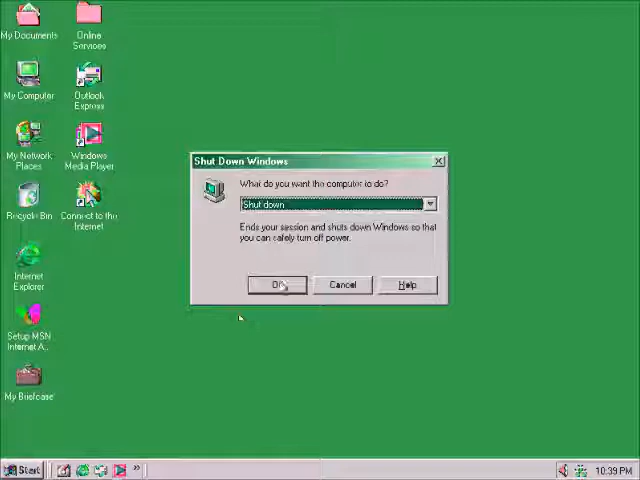 My Documents
Online
Services
My Computer
Outlook
Express
My Network
Places
Windows
Media Player
Recycle Bin
Connect to the
Internet
Internet
Explorer
Setup MSN
Internet A...
My Briefcase
Shut Down Windows
What do you want the computer to do?
Shut down
Ends your session and shuts down Windows so that
you can safely turn off power.
OK
Cancel
Help
Start
»
10:39 PM